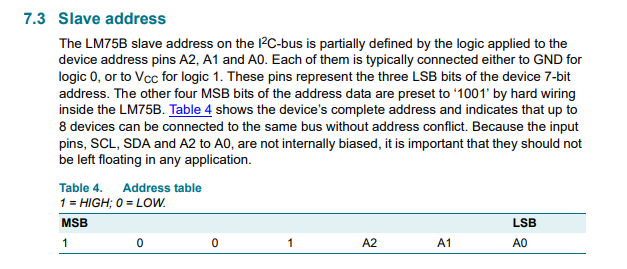 7.3 Slave address
The LM75B slave address on the I²C-bus is partially defined by the logic applied to the
device address pins A2, A1 and A0. Each of them is typically connected either to GND for
logic 0, or to VCC for logic 1. These pins represent the three LSB bits of the device 7-bit
address. The other four MSB bits of the address data are preset to ‘1001’ by hard wiring
inside the LM75B. Table 4 shows the device’s complete address and indicates that up to
8 devices can be connected to the same bus without address conflict. Because the input
pins, SCL, SDA and A2 to A0, are not internally biased, it is important that they should not
be left floating in any application.
Table 4. Address table
1 = HIGH; 0 = LOW.
MSB LSB
1 0 0 1 A2 A1 A0